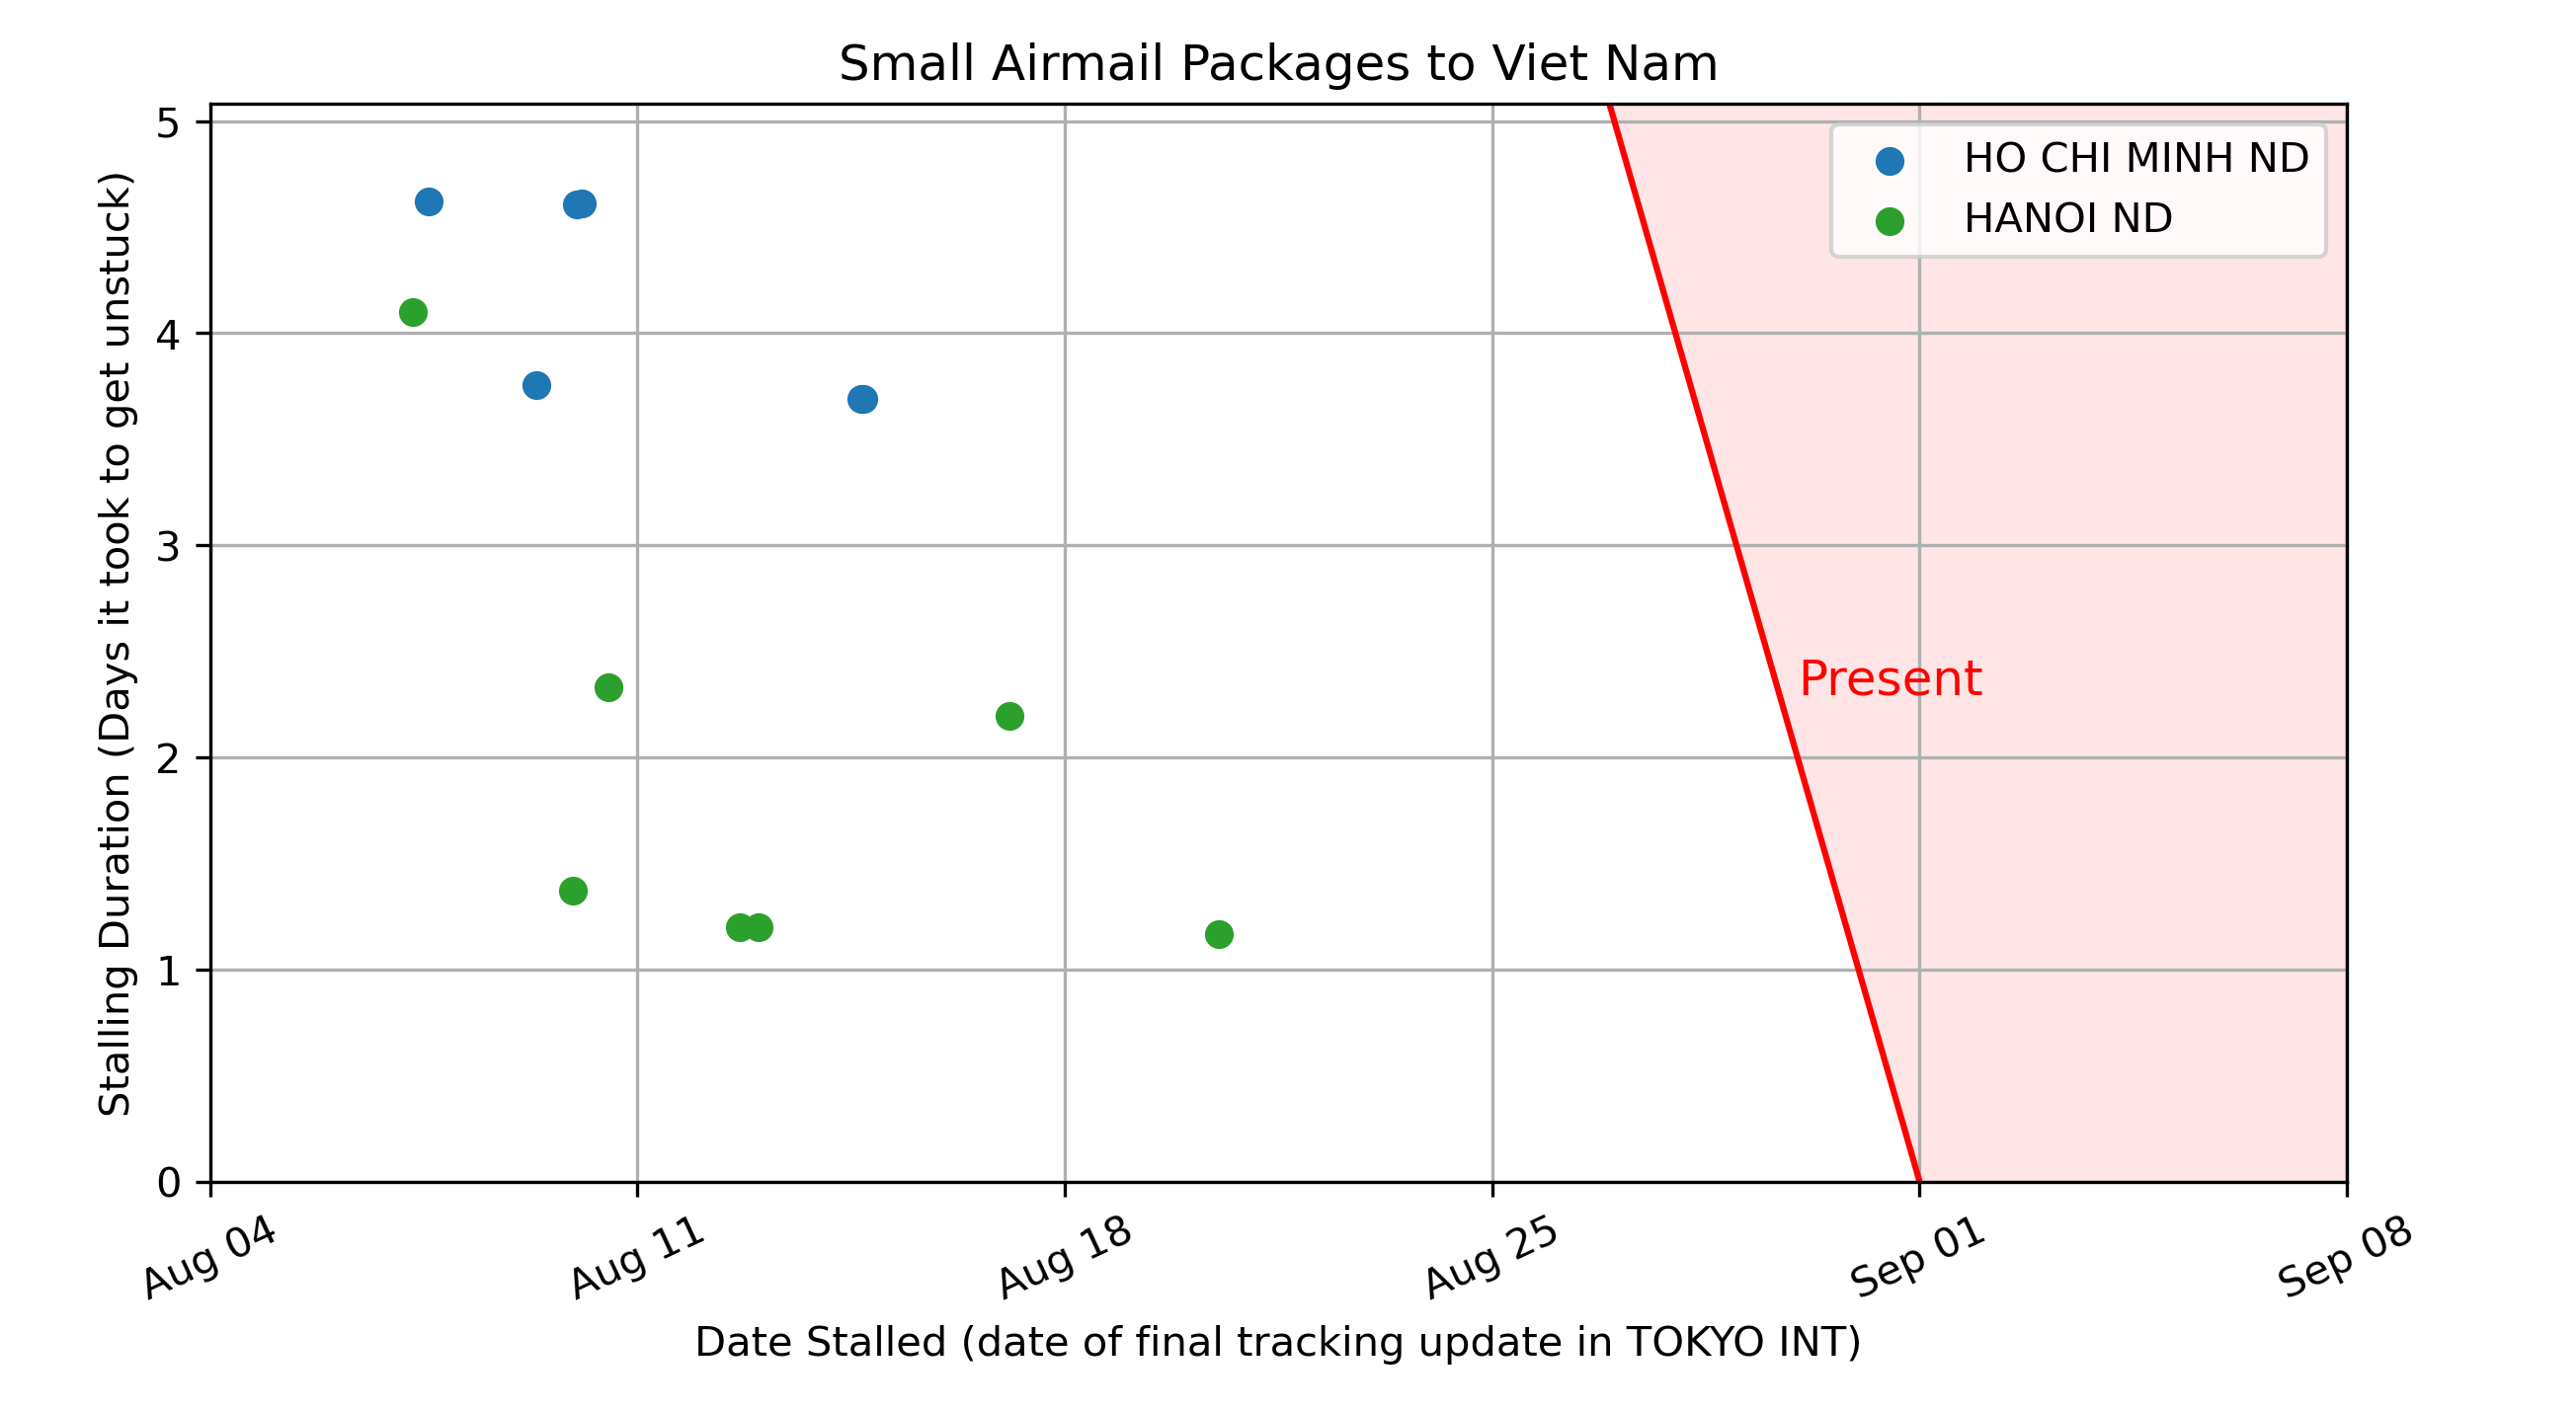 Small Airmail Packages to Viet Nam
Stalling Duration (Days it took to get unstuck)
5
4
3
2
1
0
HO CHI MINH ND
HANOI ND
Present
Aug 04
Aug 11
Aug 18
Aug 25
Sep 01
Sep 08
Date Stalled (date of final tracking update in TOKYO INT)